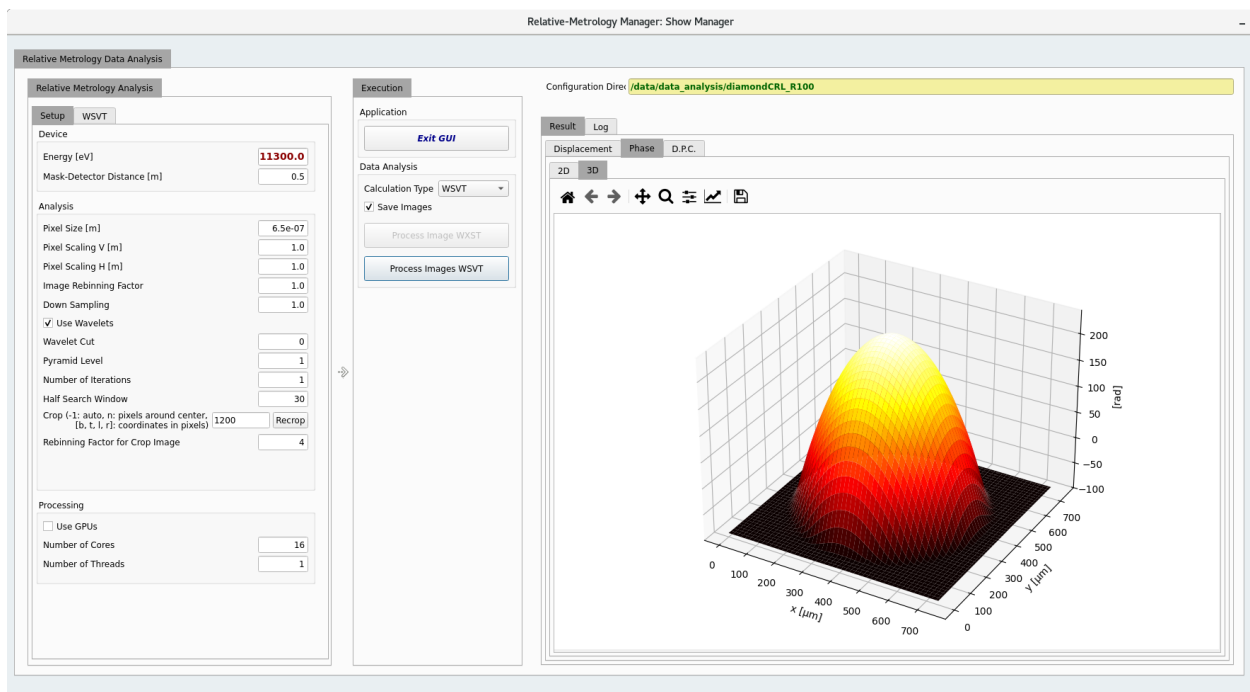 Relative-Metrology Manager: Show Manager
Relative Metrology Data Analysis
Relative Metrology Analysis
Setup WSVT
Device
Energy [eV] 11300.0
Mask-Detector Distance [m] 0.5
Analysis
Pixel Size [m] 6.5e-07
Pixel Scaling V [m] 1.0
Pixel Scaling H [m] 1.0
Image Rebinning Factor 1.0
Down Sampling 1.0
Use Wavelets
Wavelet Cut 0
Pyramid Level 1
Number of Iterations 1
Half Search Window 30
Crop (-1: auto, n: pixels around center,
[b, t, l, r]: coordinates in pixels) 1200 Recrop
Rebinning Factor for Crop Image 4
Processing
Use GPUs
Number of Cores 16
Number of Threads 1
Execution
Application
Exit GUI
Data Analysis
Calculation Type WSVT
Save Images
Process Image WXST
Process Images WSVT
Configuration Direc /data/data_analysis/diamondCRL_R100
Result Log
Displacement Phase D.P.C.
2D 3D
200
150
100
50
0
−50
−100
[rad]
0
100
200
300
400
500
600
700
x [μm]
0
100
200
300
400
500
600
700
y [μm]